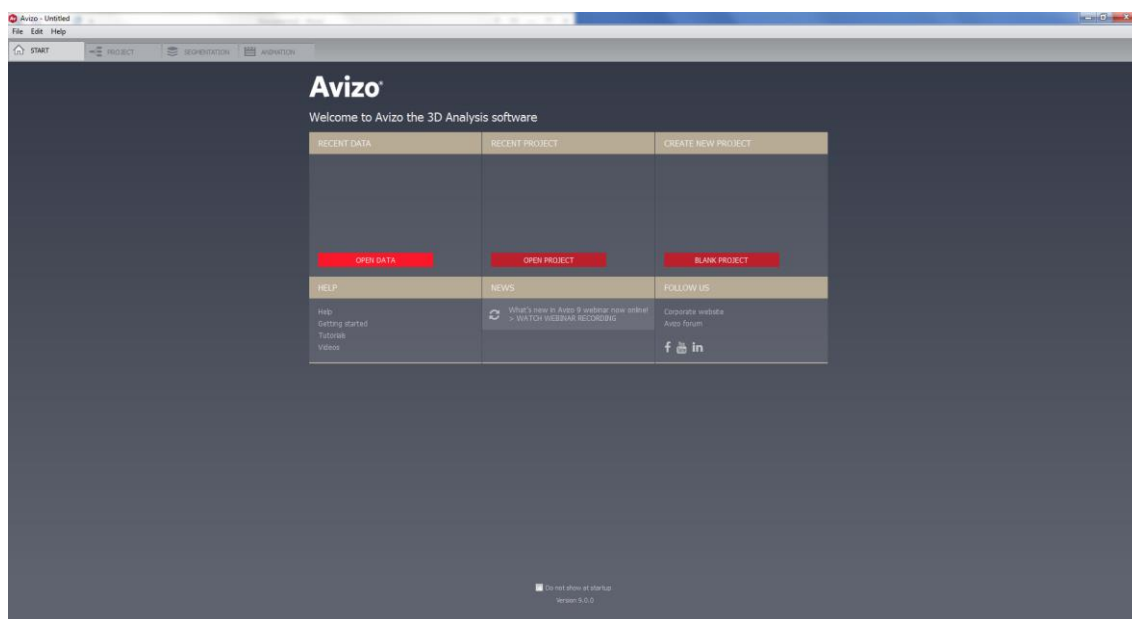 Avizo - Untitled
File Edit Help
START PROJECT SEGMENTATION ANIMATION
Avizo®
Welcome to Avizo the 3D Analysis software
RECENT DATA RECENT PROJECT CREATE NEW PROJECT
OPEN DATA OPEN PROJECT BLANK PROJECT
HELP NEWS FOLLOW US
Help
Getting started
Tutorials
Videos
What's new in Avizo 9 webinar now online!
> WATCH WEBINAR RECORDING
Corporate website
Avizo forum
f You Tube in
Do not show at startup
Version 9.0.0